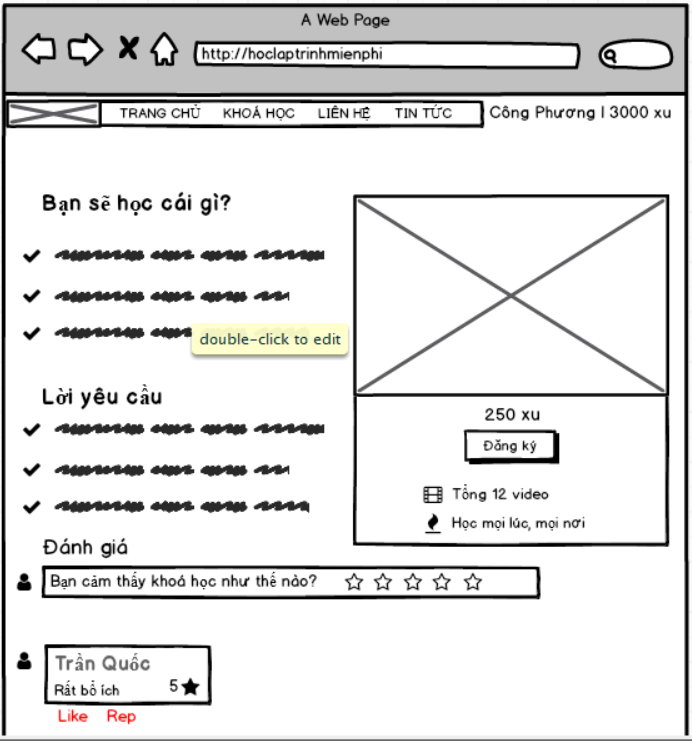 A Web Page
http://hoclaptrinhmienphi
TRANG CHỦ KHOÁ HỌC LIÊN HỆ TIN TỨC Công Phương | 3000 xu
Bạn sẽ học cái gì?
double-click to edit
Lời yêu cầu
250 xu
Đăng ký
Tổng 12 video
Học mọi lúc, mọi nơi
Đánh giá
Bạn cảm thấy khoá học như thế nào?
Trần Quốc
Rất bổ ích 5
Like Rep